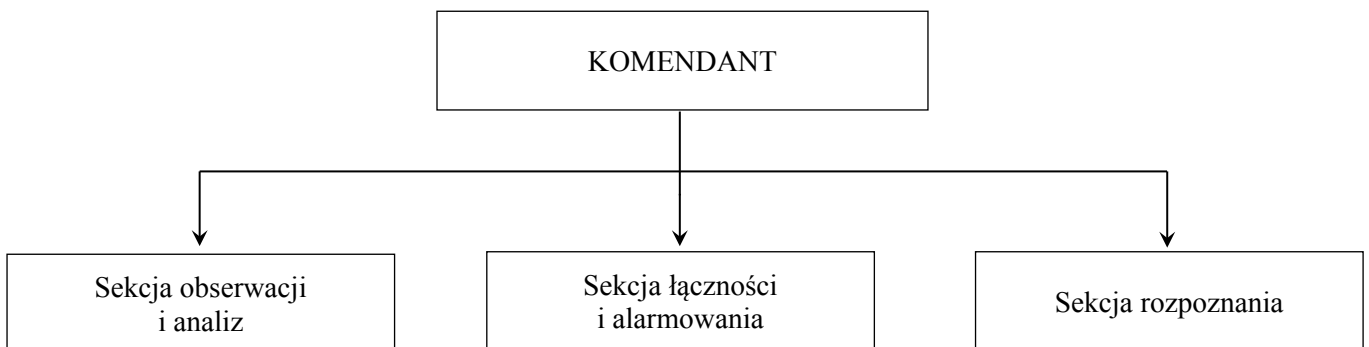 KOMENDANT
Sekcja obserwacji
i analiz
Sekcja łączności
i alarmowania
Sekcja rozpoznania